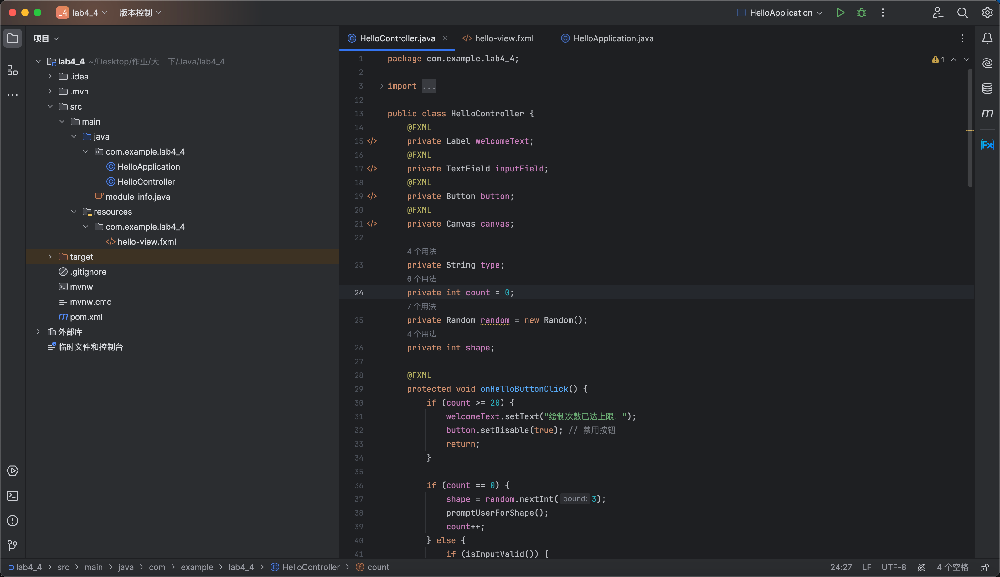 L4 lab4_4 版本控制 HelloApplication
项目
lab4_4 ~/Desktop/作业/大二下/Java/lab4_4
.idea
.mvn
src
main
java
com.example.lab4_4
HelloApplication
HelloController
module-info.java
resources
com.example.lab4_4
hello-view.fxml
target
.gitignore
mvnw
mvnw.cmd
m pom.xml
外部库
临时文件和控制台
HelloController.java hello-view.fxml HelloApplication.java
1 package com.example.lab4_4;
2
3 import ...
12
13 public class HelloController {
14 @FXML
15 private Label welcomeText;
16 @FXML
17 private TextField inputField;
18 @FXML
19 private Button button;
20 @FXML
21 private Canvas canvas;
22
4 个用法
23 private String type;
6 个用法
24 private int count = 0;
7 个用法
25 private Random random = new Random();
4 个用法
26 private int shape;
27
28 @FXML
29 protected void onHelloButtonClick() {
30 if (count >= 20) {
31 welcomeText.setText("绘制次数已达上限！");
32 button.setDisable(true); // 禁用按钮
33 return;
34 }
35
36 if (count == 0) {
37 shape = random.nextInt( bound: 3);
38 promptUserForShape();
39 count++;
40 } else {
41 if (isInputValid()) {
1
m
Fx
lab4_4 > src > main > java > com > example > lab4_4 > HelloController > count
24:27 LF UTF-8 4 个空格